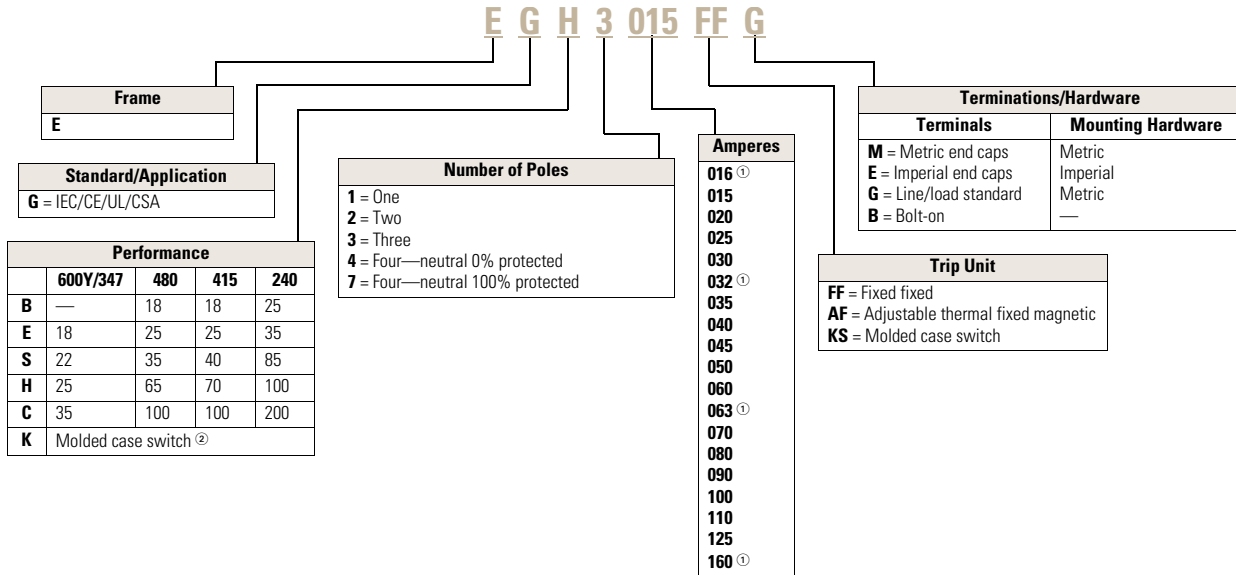 E G H 3 015 FF G
Frame
E
Standard/Application
G = IEC/CE/UL/CSA
Performance
600Y/347 480 415 240
B — 18 18 25
E 18 25 25 35
S 22 35 40 85
H 25 65 70 100
C 35 100 100 200
K Molded case switch ②
Number of Poles
1 = One
2 = Two
3 = Three
4 = Four—neutral 0% protected
7 = Four—neutral 100% protected
Amperes
016 ①
015
020
025
030
032 ①
035
040
045
050
060
063 ①
070
080
090
100
110
125
160 ①
Terminations/Hardware
Terminals Mounting Hardware
M = Metric end caps Metric
E = Imperial end caps Imperial
G = Line/load standard Metric
B = Bolt-on —
Trip Unit
FF = Fixed fixed
AF = Adjustable thermal fixed magnetic
KS = Molded case switch